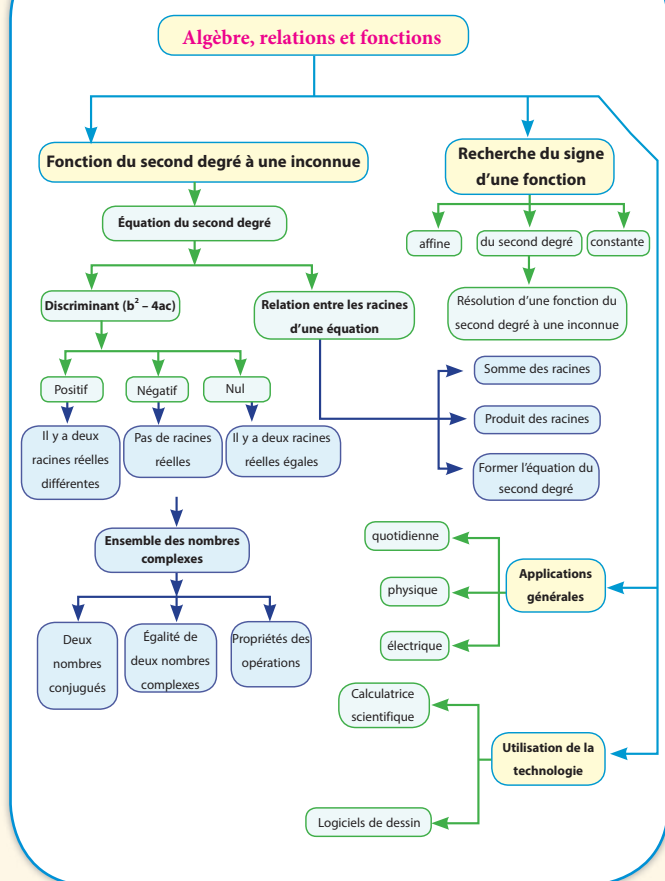 Algèbre, relations et fonctions
Fonction du second degré à une inconnue
Recherche du signe
d'une fonction
Équation du second degré
affine
du second degré
constante
Discriminant (b² – 4ac)
Relation entre les racines
d'une équation
Résolution d'une fonction du
second degré à une inconnue
Positif
Négatif
Nul
Somme des racines
Produit des racines
Former l'équation du
second degré
Il y a deux
racines réelles
différentes
Pas de racines
réelles
Il y a deux racines
réelles égales
Ensemble des nombres
complexes
Deux
nombres
conjugués
Égalité de
deux nombres
complexes
Propriétés des
opérations
quotidienne
physique
électrique
Applications
générales
Calculatrice
scientifique
Utilisation de la
technologie
Logiciels de dessin